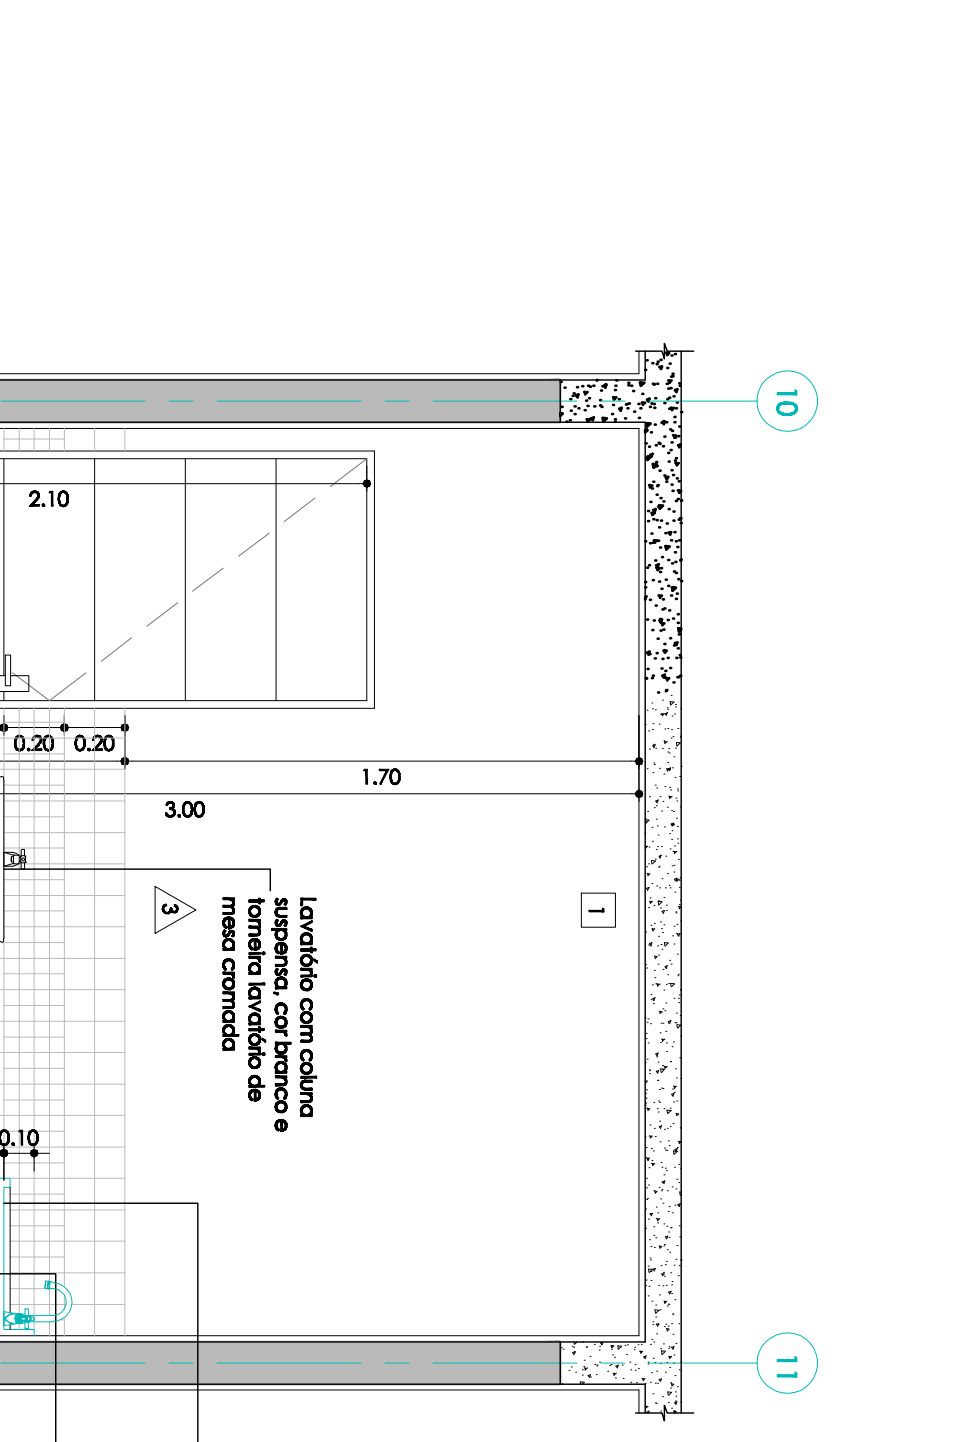 10
2.10
0.20
0.20
1.70
3.00
Lavatório com coluna
suspensa, cor branco e
torneira lavatório de
mesa cromada
3
1
0.10
11